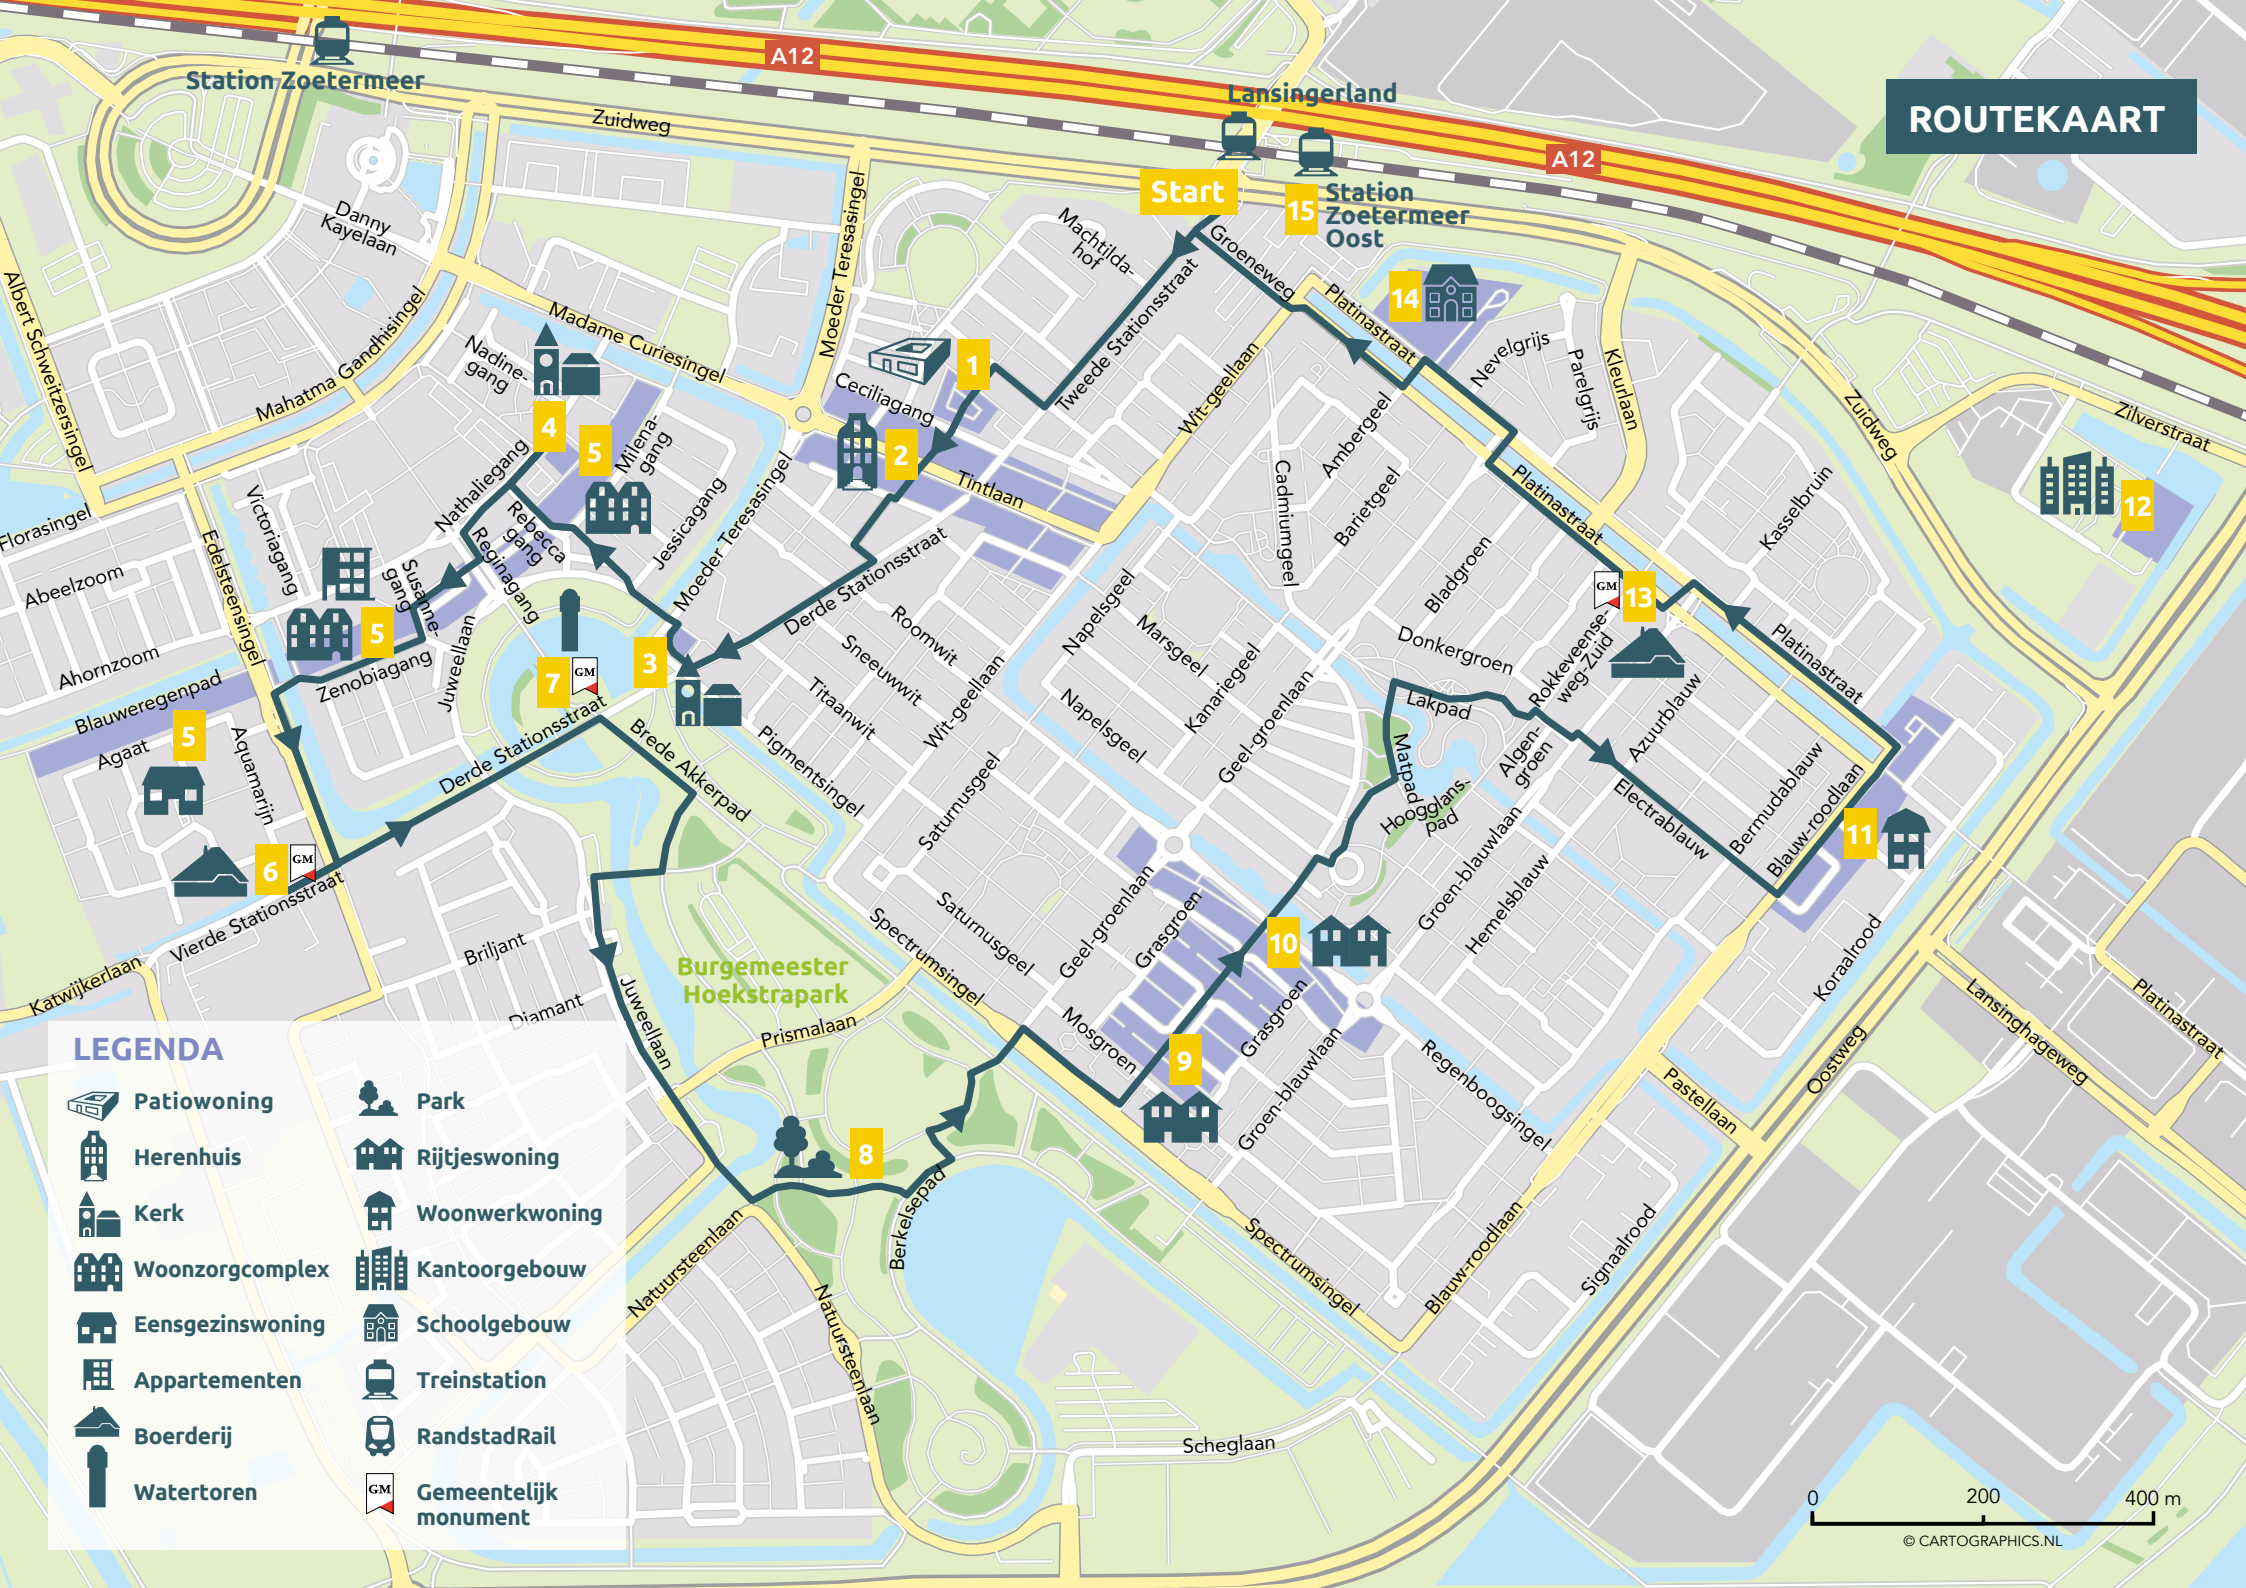 ROUTEKAART
A12
A12
Station Zoetermeer
Lansingerland
Station
Zoetermeer
Oost
Start
15
14
1
2
3
4
5
5
5
6
7
8
9
10
11
12
13
GM
GM
GM
Zuidweg
Danny
Kayelaan
Albert Schweitzersingel
Mahatma Gandhisingel
Madame Curiesingel
Moeder Teresasingel
Machtilda-
hof
Groeneweg
Tweede Stationsstraat
Platinastraat
Nevelgrijs
Parelgrijs
Kleurlaan
Zuidweg
Zilverstraat
Nadine-
gang
Ceciliagang
Wit-geellaan
Ambergeel
Milena-
gang
Nathaliegang
Rebecca
gang
Reginagang
Jessicagang
Moeder Teresasingel
Tintlaan
Cadmiumgeel
Barietgeel
Platinastraat
Kasselbruin
Florasingel
Victoriagang
Edelsteensingel
Abeelzoom
Ahornzoom
Susanne-
gang
Zenobiagang
Juweellaan
Derde Stationsstraat
Roomwit
Sneeuwwit
Titaanwit
Wit-geellaan
Napelsgeel
Marsgeel
Kanariegeel
Napelsgeel
Geel-groenlaan
Bladgroen
Donkergroen
Rokkeveense-
weg-Zuid
Azuurblauw
Platinastraat
Lakpad
Matpad
Hoogglans-
pad
Algen-
groen
Electrablauw
Bermudablauw
Blauw-roodlaan
Blauweregenpad
Agaat
Aquamarijn
Derde Stationsstraat
Brede Akkerpad
Pigmentsingel
Saturnusgeel
Saturnusgeel
Groen-blauwlaan
Hemelsblauw
Koraalrood
Vierde Stationsstraat
Katwijkerlaan
Briljant
Diamant
Juweellaan
Burgemeester
Hoekstrapark
Prismalaan
Spectrumsingel
Geel-groenlaan
Grasgroen
Mosgroen
Grasgroen
Groen-blauwlaan
Regenboogsingel
Pastellaan
Oostweg
Lansinghageweg
Platinastraat
Berkelsepad
Natuursteenlaan
Natuursteenlaan
Spectrumsingel
Blauw-roodlaan
Signaalrood
Scheglaan
LEGENDA
Patiowoning
Herenhuis
Kerk
Woonzorgcomplex
Eensgezinswoning
Appartementen
Boerderij
Watertoren
Park
Rijtjeswoning
Woonwerkwoning
Kantoorgebouw
Schoolgebouw
Treinstation
RandstadRail
GM
Gemeentelijk
monument
0 200 400 m
© CARTOGRAPHICS.NL